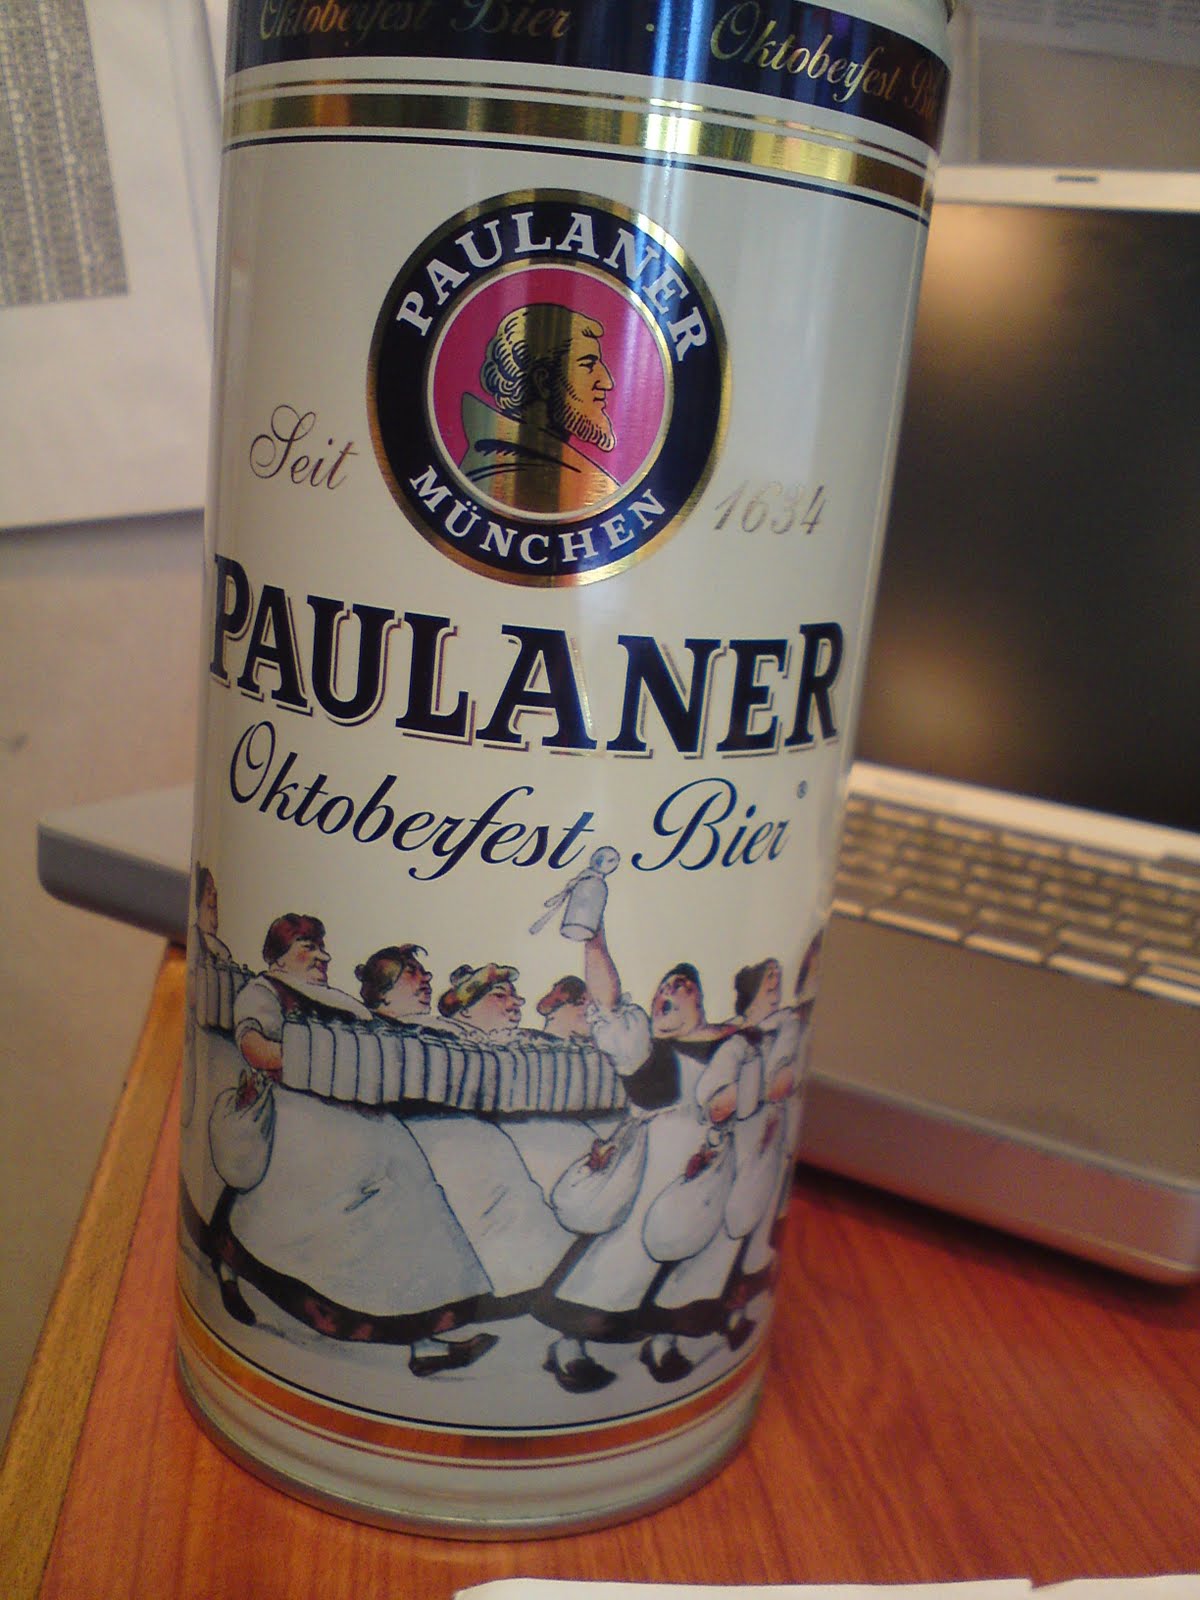 Oktoberfest Bier · Oktoberfest Bier
PAULANER
MÜNCHEN
Seit 1634
PAULANER
Oktoberfest Bier®